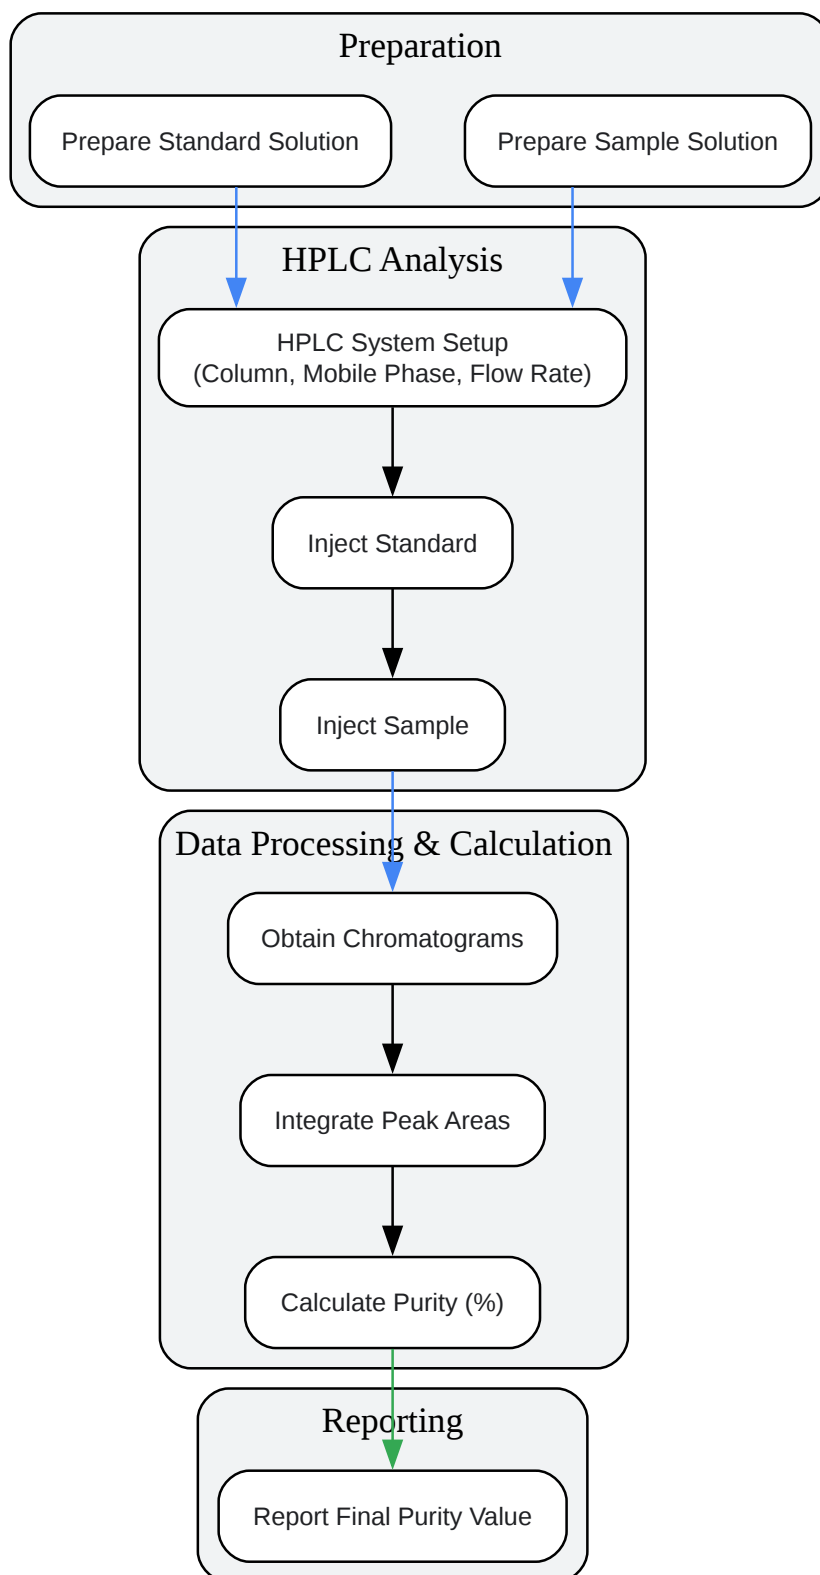 Preparation
Prepare Standard Solution
Prepare Sample Solution
HPLC Analysis
HPLC System Setup
(Column, Mobile Phase, Flow Rate)
Inject Standard
Inject Sample
Data Processing & Calculation
Obtain Chromatograms
Integrate Peak Areas
Calculate Purity (%)
Reporting
Report Final Purity Value